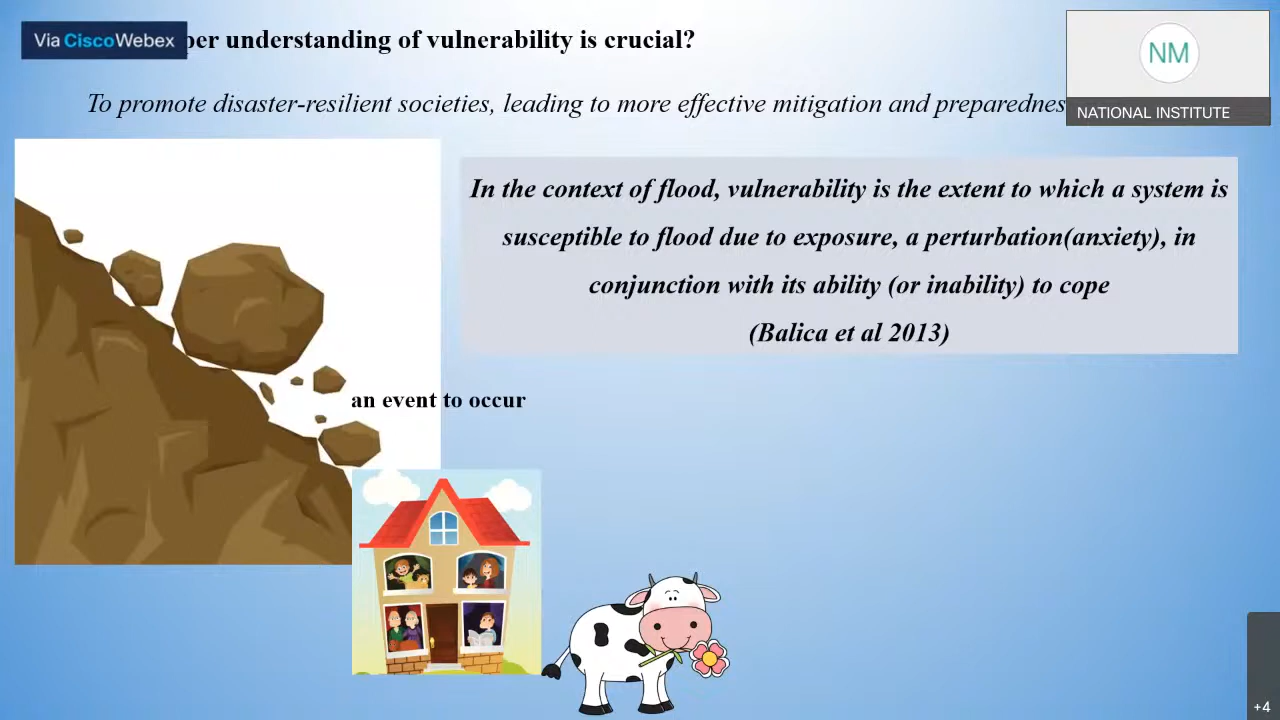 Via Cisco Webex
per understanding of vulnerability is crucial?
NM
NATIONAL INSTITUTE
To promote disaster-resilient societies, leading to more effective mitigation and preparednes
In the context of flood, vulnerability is the extent to which a system is
susceptible to flood due to exposure, a perturbation(anxiety), in
conjunction with its ability (or inability) to cope
(Balica et al 2013)
an event to occur
+4